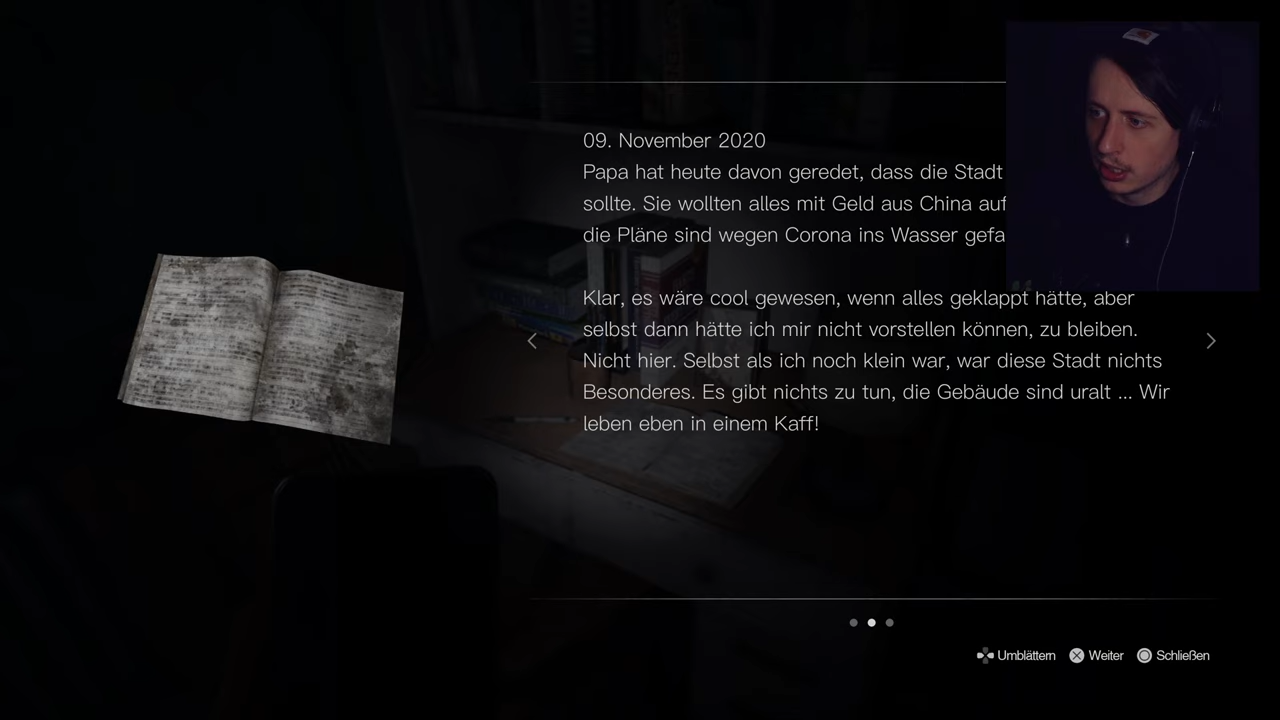 09. November 2020
Papa hat heute davon geredet, dass die Stadt
sollte. Sie wollten alles mit Geld aus China auf
die Pläne sind wegen Corona ins Wasser gefa
Klar, es wäre cool gewesen, wenn alles geklappt hätte, aber
selbst dann hätte ich mir nicht vorstellen können, zu bleiben.
Nicht hier. Selbst als ich noch klein war, war diese Stadt nichts
Besonderes. Es gibt nichts zu tun, die Gebäude sind uralt ... Wir
leben eben in einem Kaff!
Umblättern Weiter Schließen